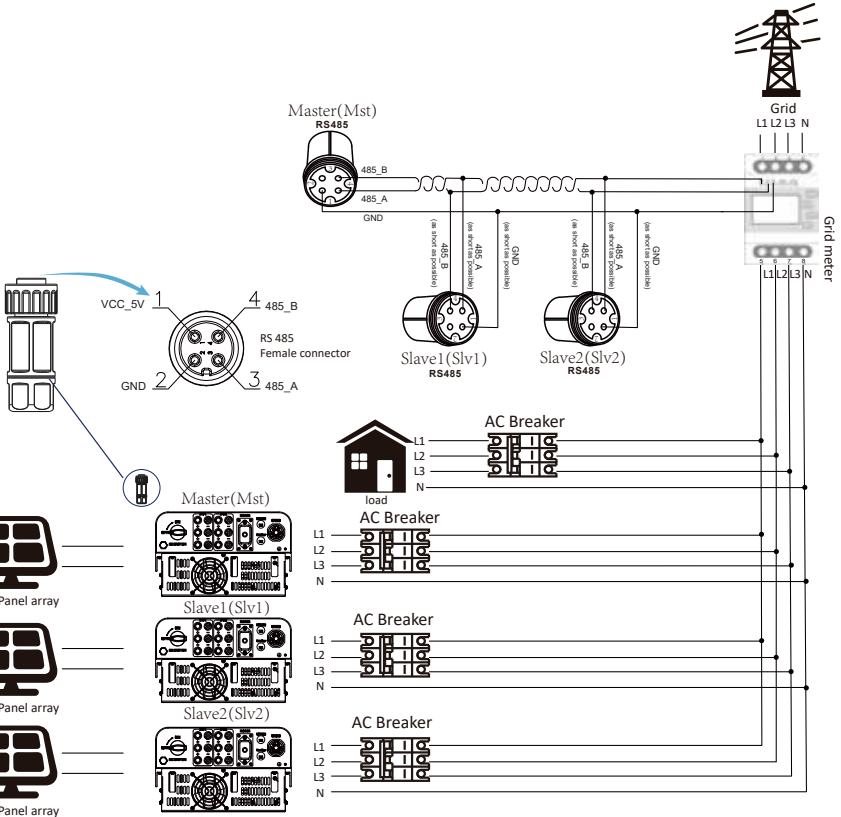 Grid
L1 L2 L3 N
Master(Mst)
RS485
485_B
485_A
GND
485_B
(as short as possible)
485_A
(as short as possible)
GND
(as short as possible)
485_B
(as short as possible)
485_A
(as short as possible)
GND
(as short as possible)
Grid meter
5 6 7 8
L1 L2 L3 N
Slave1(Slv1)
RS485
Slave2(Slv2)
RS485
VCC_5V
1
4
485_B
RS 485
Female connector
GND
2
3
485_A
AC Breaker
L1
L2
L3
N
load
Master(Mst)
AC Breaker
L1
L2
L3
N
Panel array
Slave1(Slv1)
AC Breaker
L1
L2
L3
N
Panel array
Slave2(Slv2)
AC Breaker
L1
L2
L3
N
Panel array